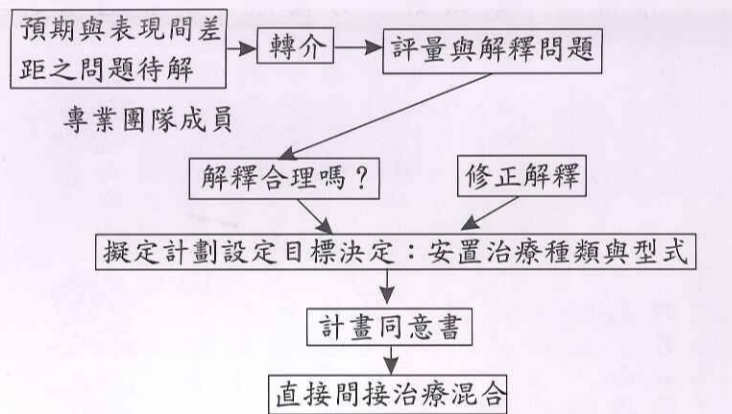 預期與表現間差
距之問題待解
轉介
評量與解釋問題
專業團隊成員
解釋合理嗎？
修正解釋
擬定計劃設定目標決定：安置治療種類與型式
計畫同意書
直接間接治療混合